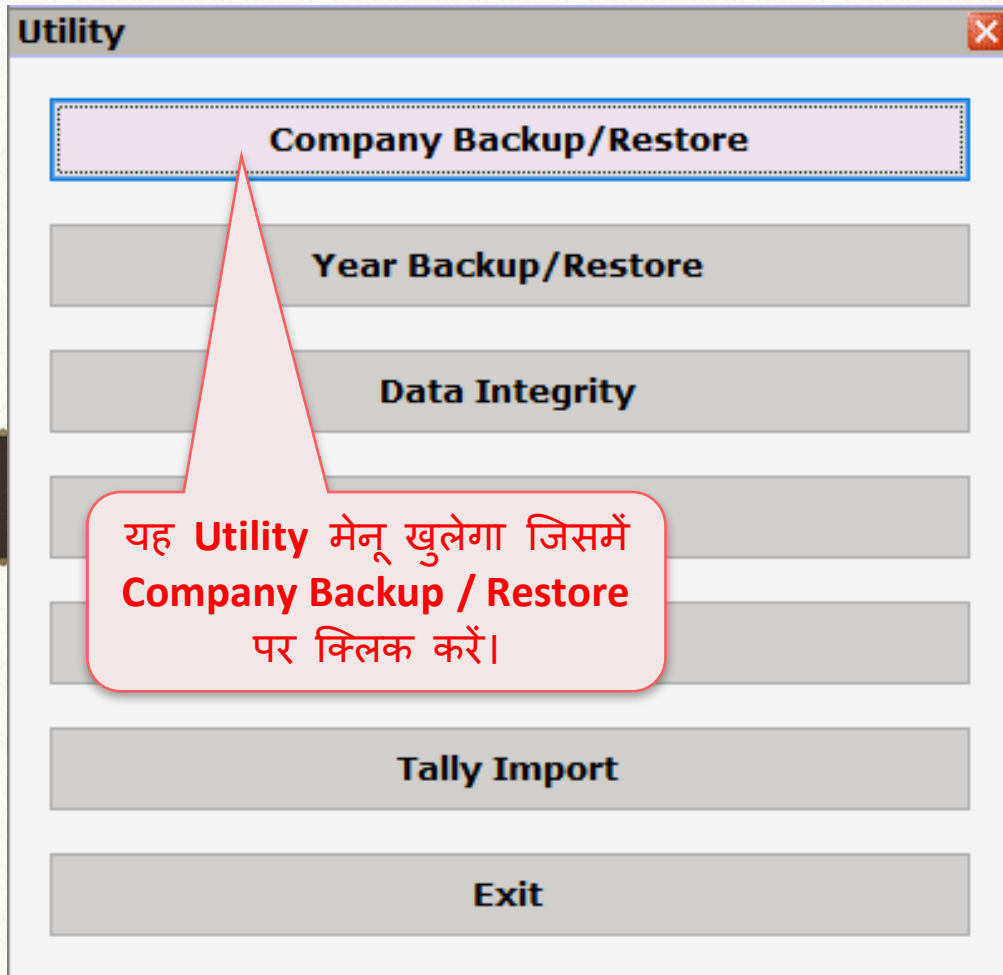 Utility
Company Backup/Restore
Year Backup/Restore
Data Integrity
यह Utility मेनू खुलेगा जिसमें
Company Backup / Restore
पर क्लिक करें।
Tally Import
Exit